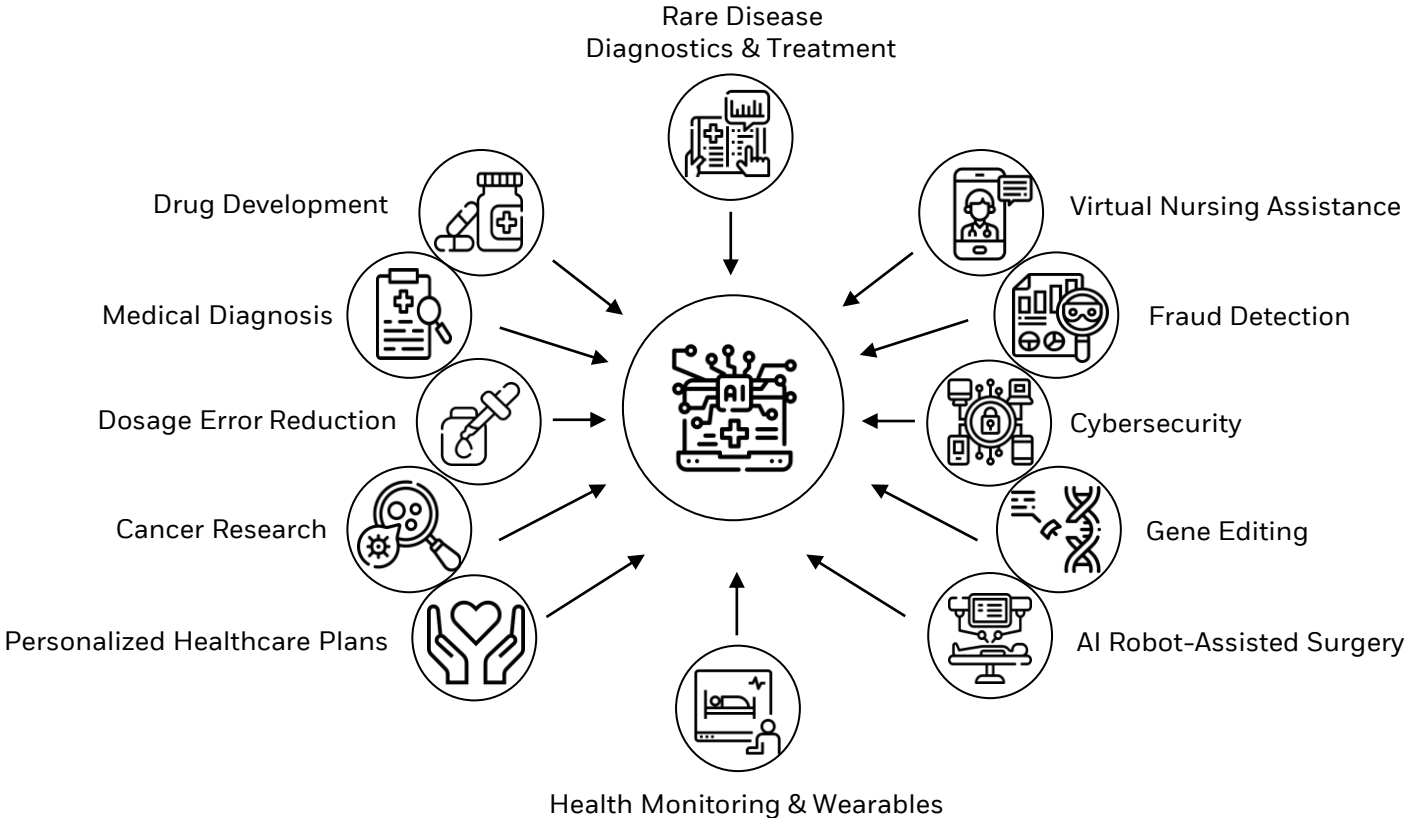 Rare Disease
Diagnostics & Treatment
Drug Development
Virtual Nursing Assistance
Medical Diagnosis
Fraud Detection
AI
Dosage Error Reduction
Cybersecurity
Cancer Research
Gene Editing
Personalized Healthcare Plans
AI Robot-Assisted Surgery
Health Monitoring & Wearables